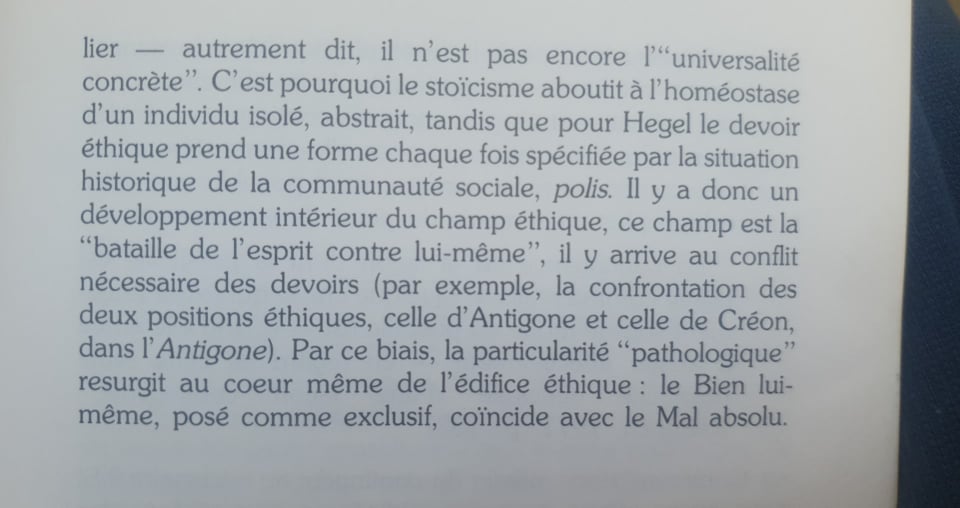 lier — autrement dit, il n'est pas encore l'“universalité
concrète”. C'est pourquoi le stoïcisme aboutit à l'homéostase
d'un individu isolé, abstrait, tandis que pour Hegel le devoir
éthique prend une forme chaque fois spécifiée par la situation
historique de la communauté sociale, polis. Il y a donc un
développement intérieur du champ éthique, ce champ est la
“bataille de l'esprit contre lui-même”, il y arrive au conflit
nécessaire des devoirs (par exemple, la confrontation des
deux positions éthiques, celle d'Antigone et celle de Créon,
dans l'Antigone). Par ce biais, la particularité “pathologique”
resurgit au coeur même de l'édifice éthique : le Bien lui-
même, posé comme exclusif, coïncide avec le Mal absolu.